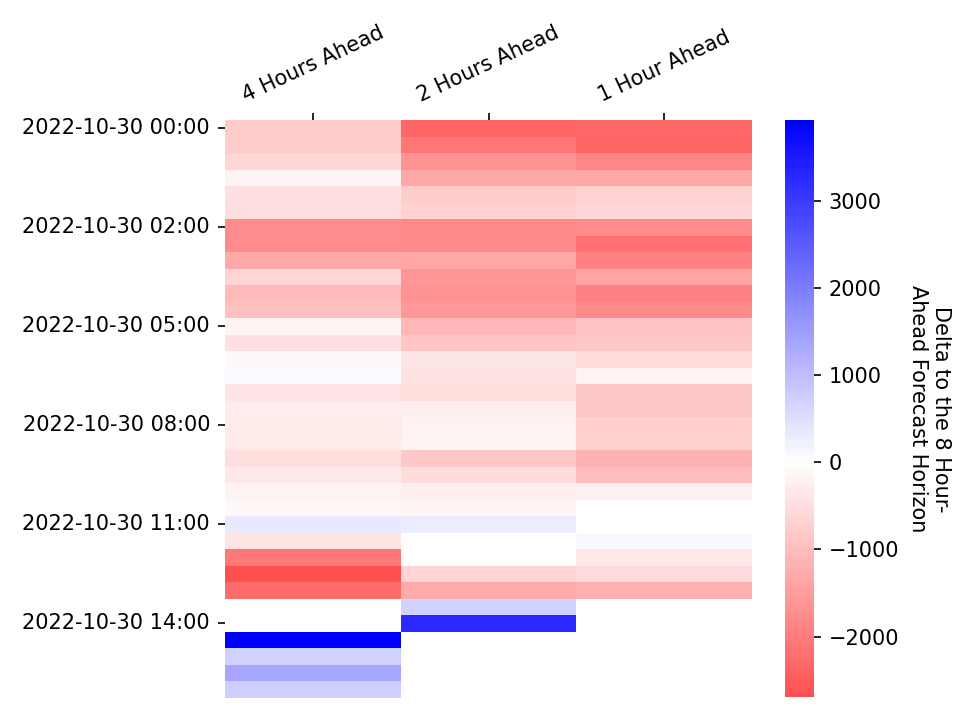 4 Hours Ahead
2 Hours Ahead
1 Hour Ahead
2022-10-30 00:00
2022-10-30 02:00
2022-10-30 05:00
2022-10-30 08:00
2022-10-30 11:00
2022-10-30 14:00
3000
2000
1000
0
−1000
−2000
Delta to the 8 Hour-
Ahead Forecast Horizon